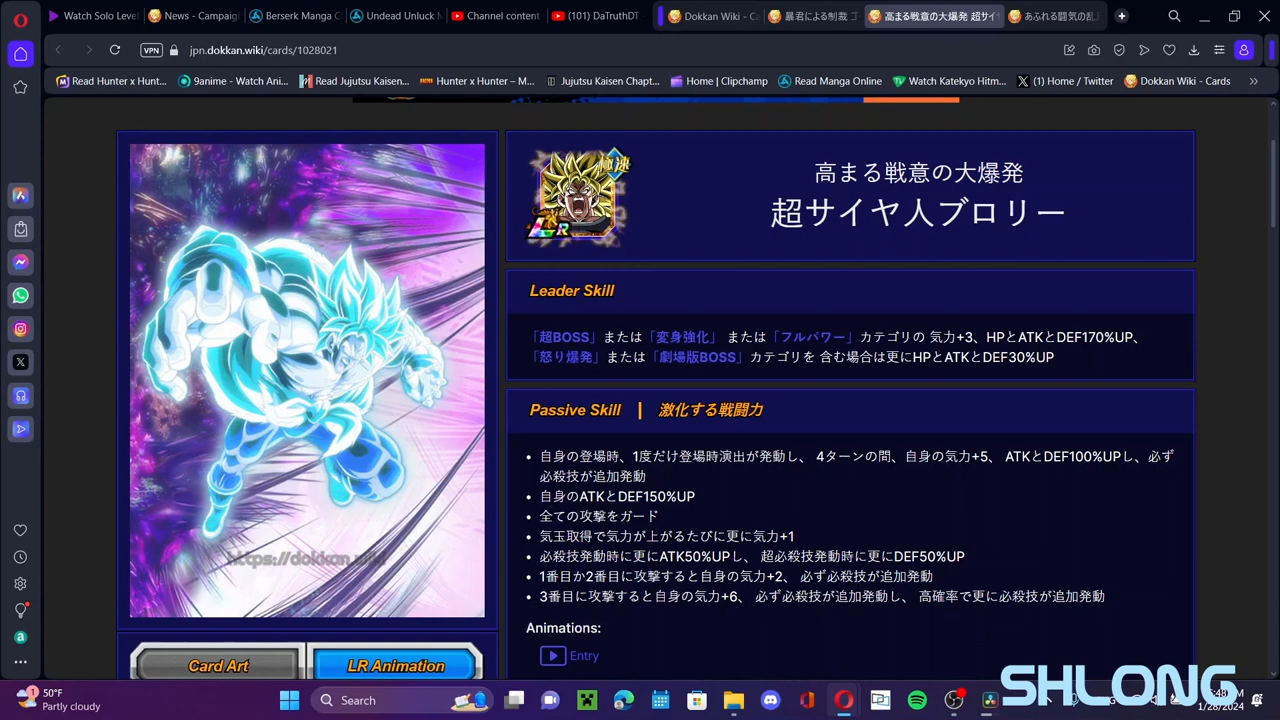 Watch Solo Level
News - Campaig
Berserk Manga C
Undead Unluck M
Channel content
(101) DaTruthDT
Dokkan Wiki - Ca
暴君による制裁 ゴ
高まる戦意の大爆発 超サイ
あふれる闘気の乱
VPN
jpn.dokkan.wiki/cards/1028021
Read Hunter x Hunt...
9anime - Watch Ani...
Read Jujutsu Kaisen...
Hunter x Hunter – M...
Jujutsu Kaisen Chapt...
Home | Clipchamp
Read Manga Online
Watch Katekyo Hitm...
(1) Home / Twitter
Dokkan Wiki - Cards
極速
LR
高まる戦意の大爆発
超サイヤ人ブロリー
Leader Skill
「超BOSS」または「変身強化」 または「フルパワー」カテゴリの 気力+3、HPとATKとDEF170%UP、
「怒り爆発」または「劇場版BOSS」カテゴリを 含む場合は更にHPとATKとDEF30%UP
Passive Skill | 激化する戦闘力
• 自身の登場時、1度だけ登場時演出が発動し、 4ターンの間、自身の気力+5、 ATKとDEF100%UPし、必ず
必殺技が追加発動
• 自身のATKとDEF150%UP
• 全ての攻撃をガード
• 気玉取得で気力が上がるたびに更に気力+1
• 必殺技発動時に更にATK50%UPし、 超必殺技発動時に更にDEF50%UP
• 1番目か2番目に攻撃すると自身の気力+2、 必ず必殺技が追加発動
• 3番目に攻撃すると自身の気力+6、 必ず必殺技が追加発動し、 高確率で更に必殺技が追加発動
Animations:
Entry
Card Art
LR Animation
SHLONG
1
50°F
Partly cloudy
Search
1/28/2024